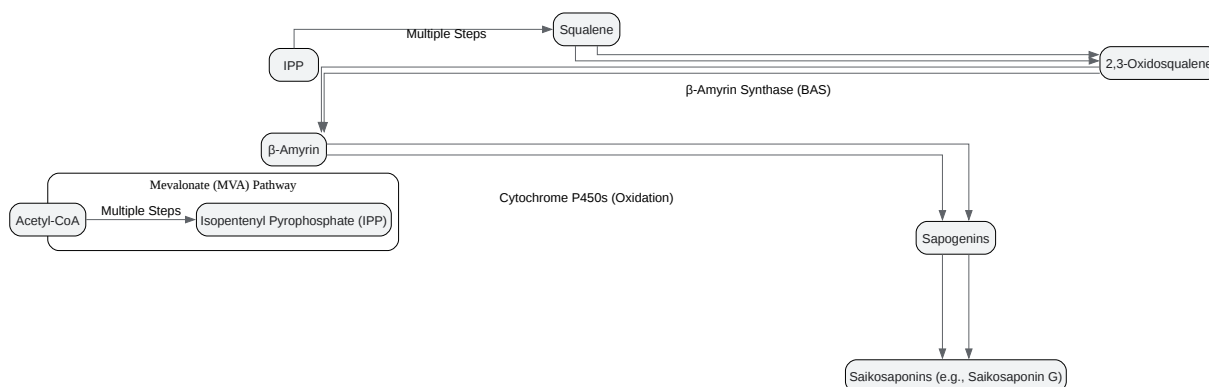 Squalene
Multiple Steps
IPP
2,3-Oxidosqualene
β-Amyrin Synthase (BAS)
β-Amyrin
Mevalonate (MVA) Pathway
Cytochrome P450s (Oxidation)
Acetyl-CoA
Multiple Steps
Isopentenyl Pyrophosphate (IPP)
Sapogenins
Saikosaponins (e.g., Saikosaponin G)